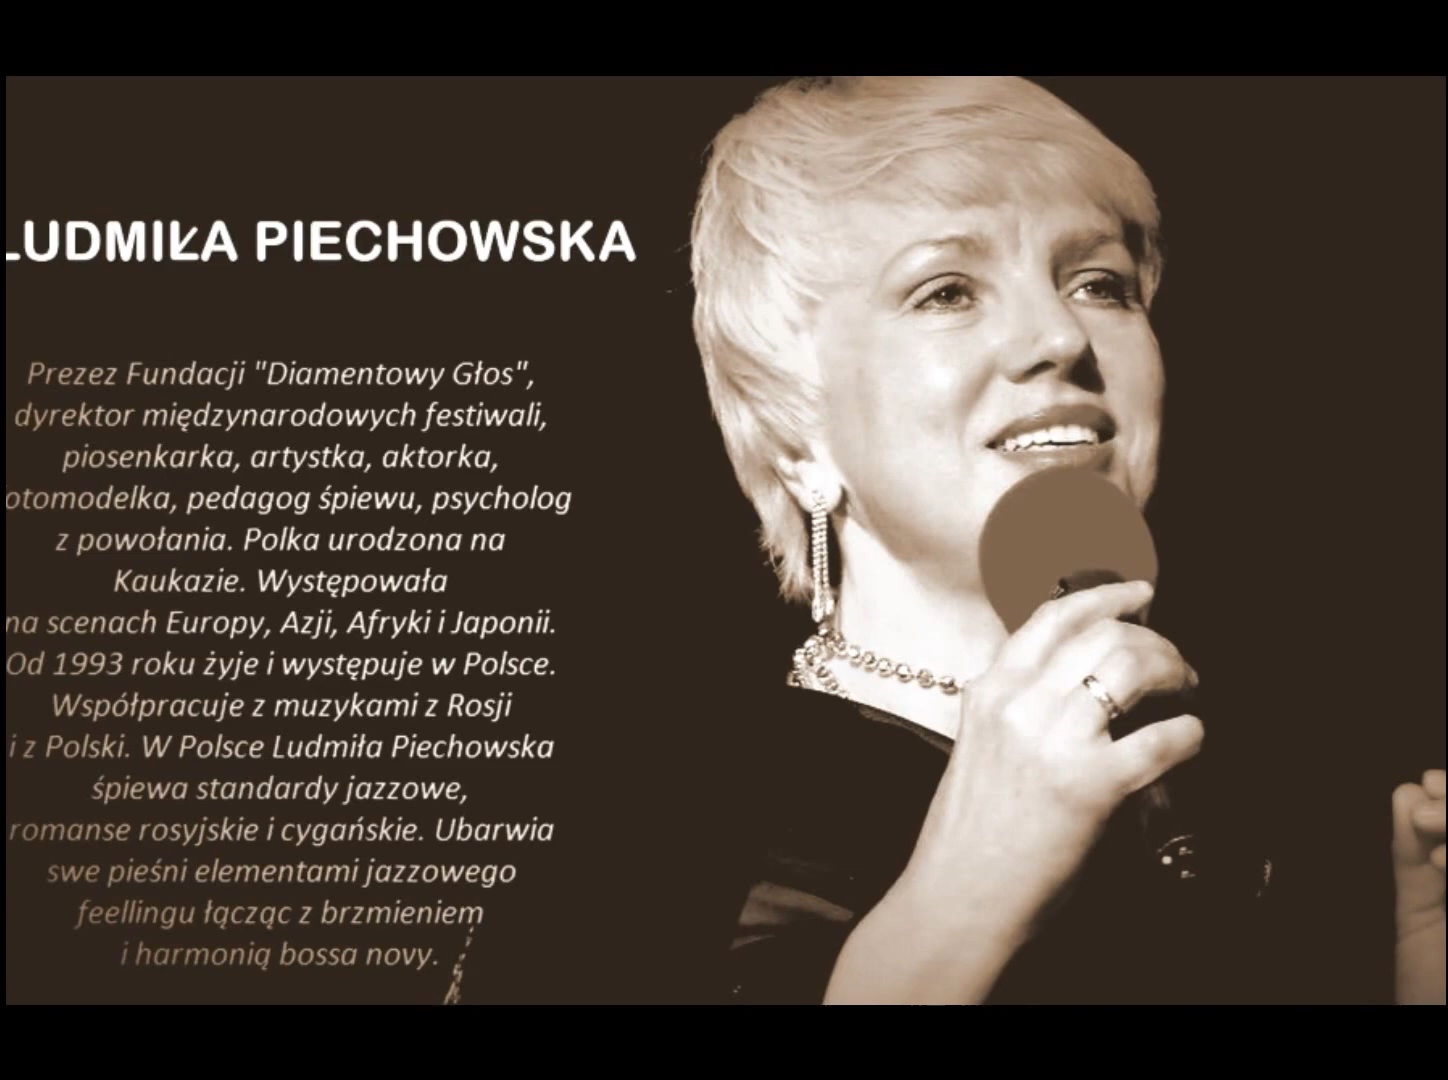 LUDMIŁA PIECHOWSKA
Prezez Fundacji "Diamentowy Głos",
dyrektor międzynarodowych festiwali,
piosenkarka, artystka, aktorka,
otomodelka, pedagog śpiewu, psycholog
z powołania. Polka urodzona na
Kaukazie. Występowała
na scenach Europy, Azji, Afryki i Japonii.
Od 1993 roku żyje i występuje w Polsce.
Współpracuje z muzykami z Rosji
i z Polski. W Polsce Ludmiła Piechowska
śpiewa standardy jazzowe,
romanse rosyjskie i cygańskie. Ubarwia
swe pieśni elementami jazzowego
feellingu łącząc z brzmieniem
i harmonią bossa novy.